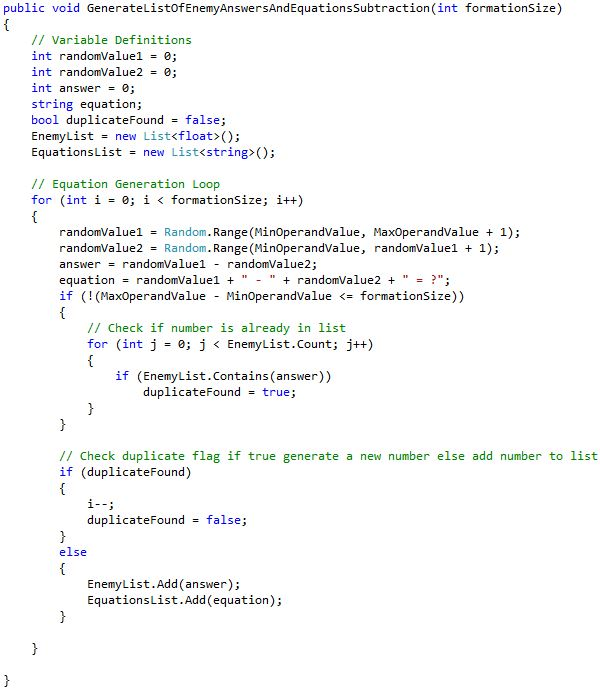 public void GenerateListOfEnemyAnswersAndEquationsSubtraction(int formationSize)
{
    // Variable Definitions
    int randomValue1 = 0;
    int randomValue2 = 0;
    int answer = 0;
    string equation;
    bool duplicateFound = false;
    EnemyList = new List<float>();
    EquationsList = new List<string>();

    // Equation Generation Loop
    for (int i = 0; i < formationSize; i++)
    {
        randomValue1 = Random.Range(MinOperandValue, MaxOperandValue + 1);
        randomValue2 = Random.Range(MinOperandValue, randomValue1 + 1);
        answer = randomValue1 - randomValue2;
        equation = randomValue1 + " - " + randomValue2 + " = ?";
        if (!(MaxOperandValue - MinOperandValue <= formationSize))
        {
            // Check if number is already in list
            for (int j = 0; j < EnemyList.Count; j++)
            {
                if (EnemyList.Contains(answer))
                    duplicateFound = true;
            }
        }

        // Check duplicate flag if true generate a new number else add number to list
        if (duplicateFound)
        {
            i--;
            duplicateFound = false;
        }
        else
        {
            EnemyList.Add(answer);
            EquationsList.Add(equation);
        }

    }

}